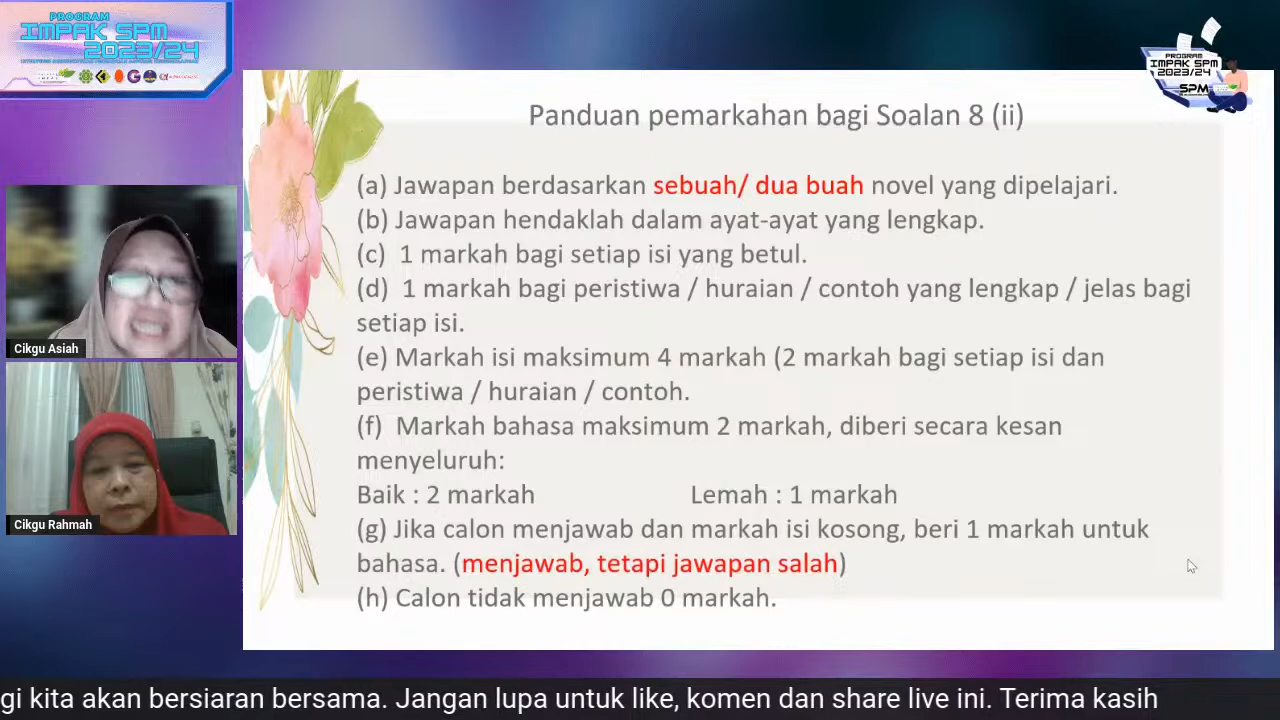 PROGRAM
IMPAK SPM
2023/24
PROGRAM
IMPAK SPM
2023/24
SPM
Panduan pemarkahan bagi Soalan 8 (ii)
(a) Jawapan berdasarkan sebuah/ dua buah novel yang dipelajari.
(b) Jawapan hendaklah dalam ayat-ayat yang lengkap.
(c) 1 markah bagi setiap isi yang betul.
(d) 1 markah bagi peristiwa / huraian / contoh yang lengkap / jelas bagi
setiap isi.
(e) Markah isi maksimum 4 markah (2 markah bagi setiap isi dan
peristiwa / huraian / contoh.
(f) Markah bahasa maksimum 2 markah, diberi secara kesan
menyeluruh:
Baik : 2 markah Lemah : 1 markah
(g) Jika calon menjawab dan markah isi kosong, beri 1 markah untuk
bahasa. (menjawab, tetapi jawapan salah)
(h) Calon tidak menjawab 0 markah.
Cikgu Asiah
Cikgu Rahmah
gi kita akan bersiaran bersama. Jangan lupa untuk like, komen dan share live ini. Terima kasih